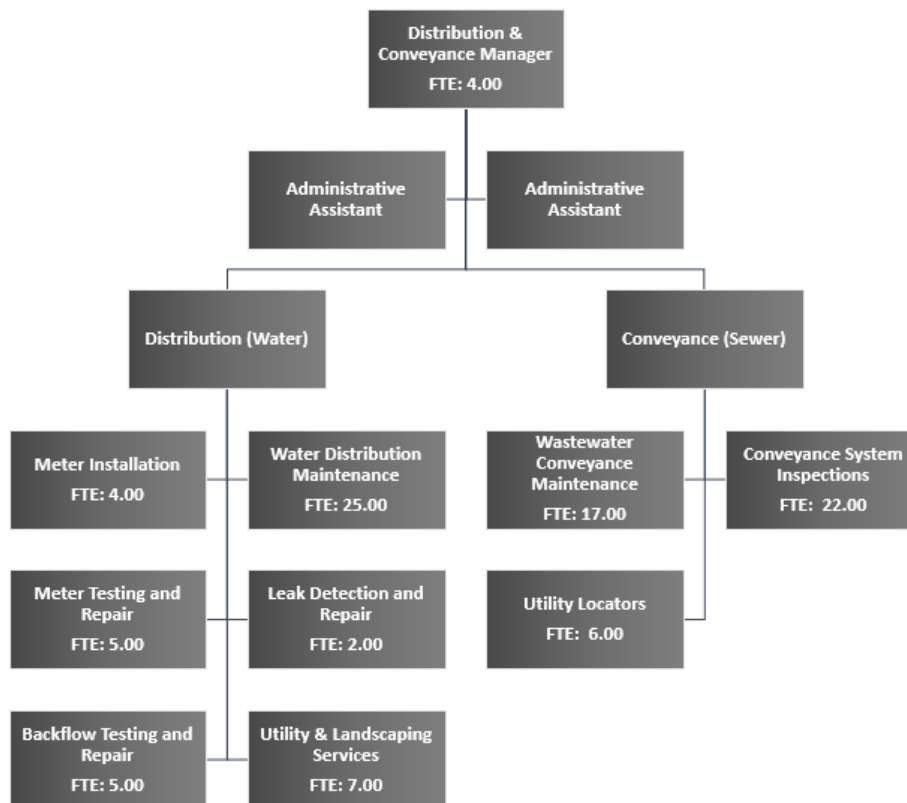 Distribution &
Conveyance Manager
FTE: 4.00
Administrative
Assistant
Administrative
Assistant
Distribution (Water)
Conveyance (Sewer)
Meter Installation
FTE: 4.00
Water Distribution
Maintenance
FTE: 25.00
Wastewater
Conveyance
Maintenance
FTE: 17.00
Conveyance System
Inspections
FTE: 22.00
Meter Testing and
Repair
FTE: 5.00
Leak Detection and
Repair
FTE: 2.00
Utility Locators
FTE: 6.00
Backflow Testing and
Repair
FTE: 5.00
Utility & Landscaping
Services
FTE: 7.00